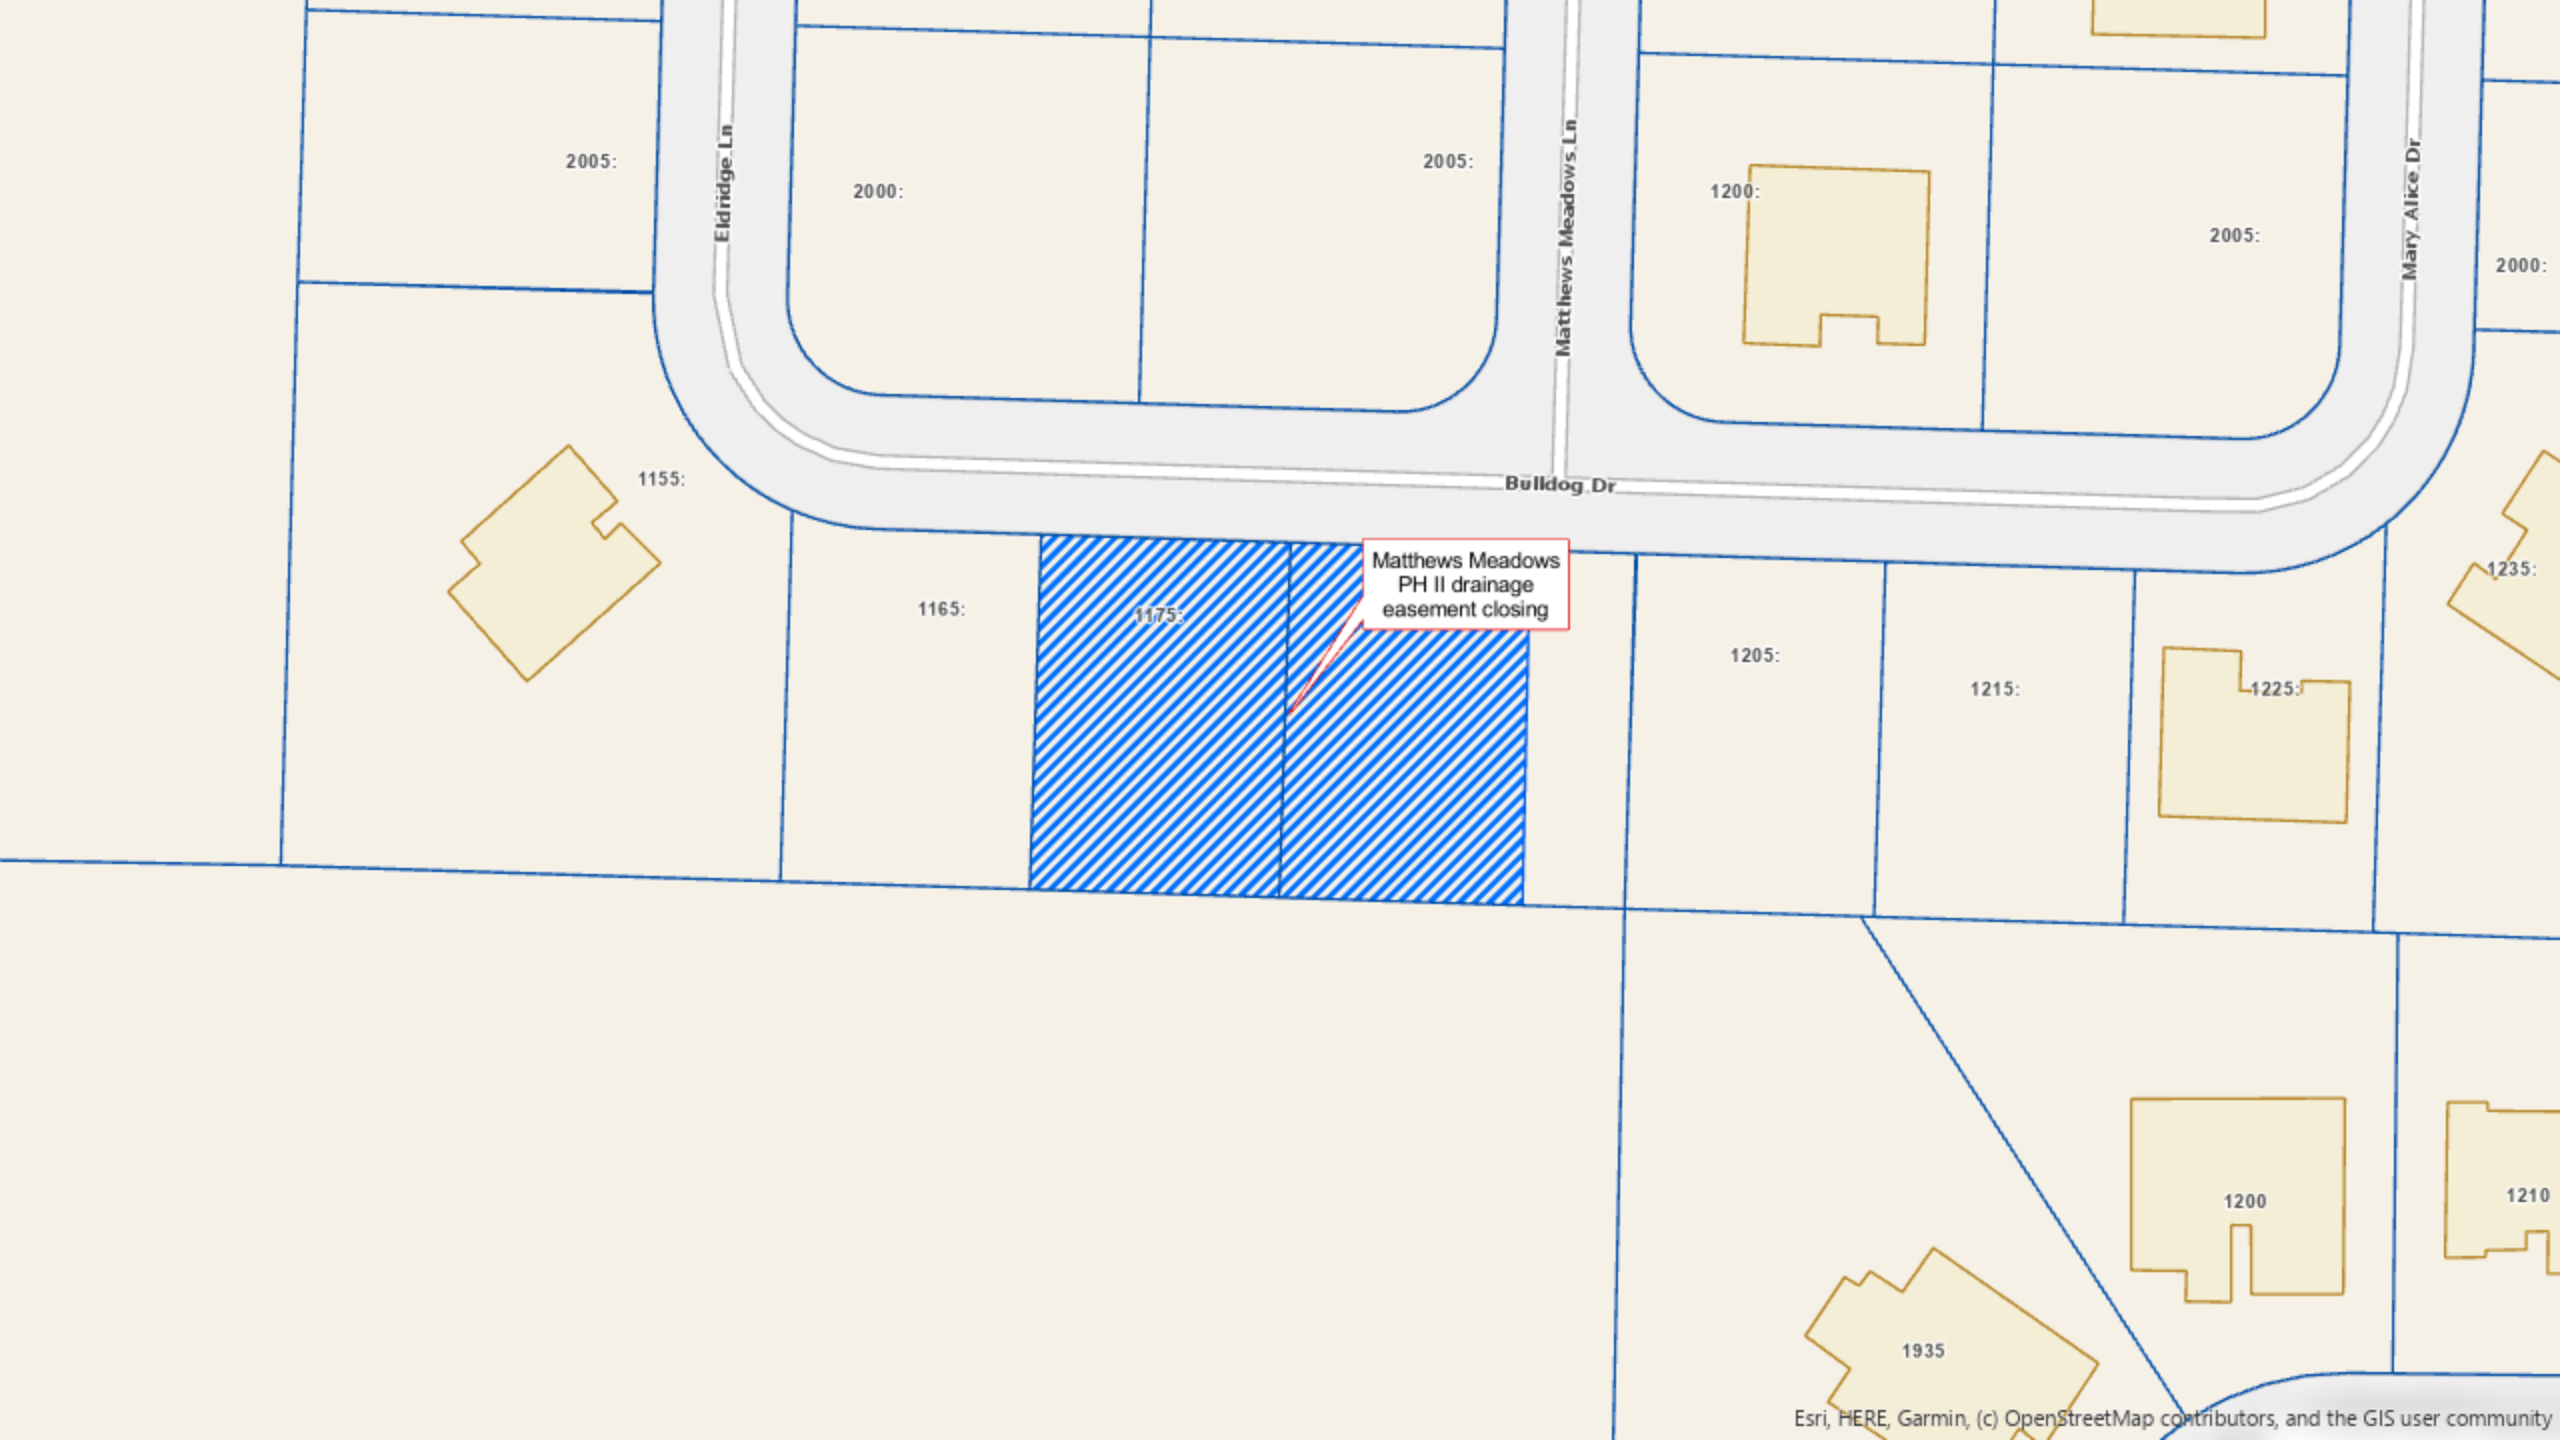 2005:
2000:
2005:
1200:
2005:
2000:
Eldridge Ln
Matthews Meadows Ln
Mary Alice Dr
Bulldog Dr
1155:
1165:
1175:
Matthews Meadows
PH II drainage
easement closing
1205:
1215:
1225:
1235:
1200
1210
1935
Esri, HERE, Garmin, (c) OpenStreetMap contributors, and the GIS user community